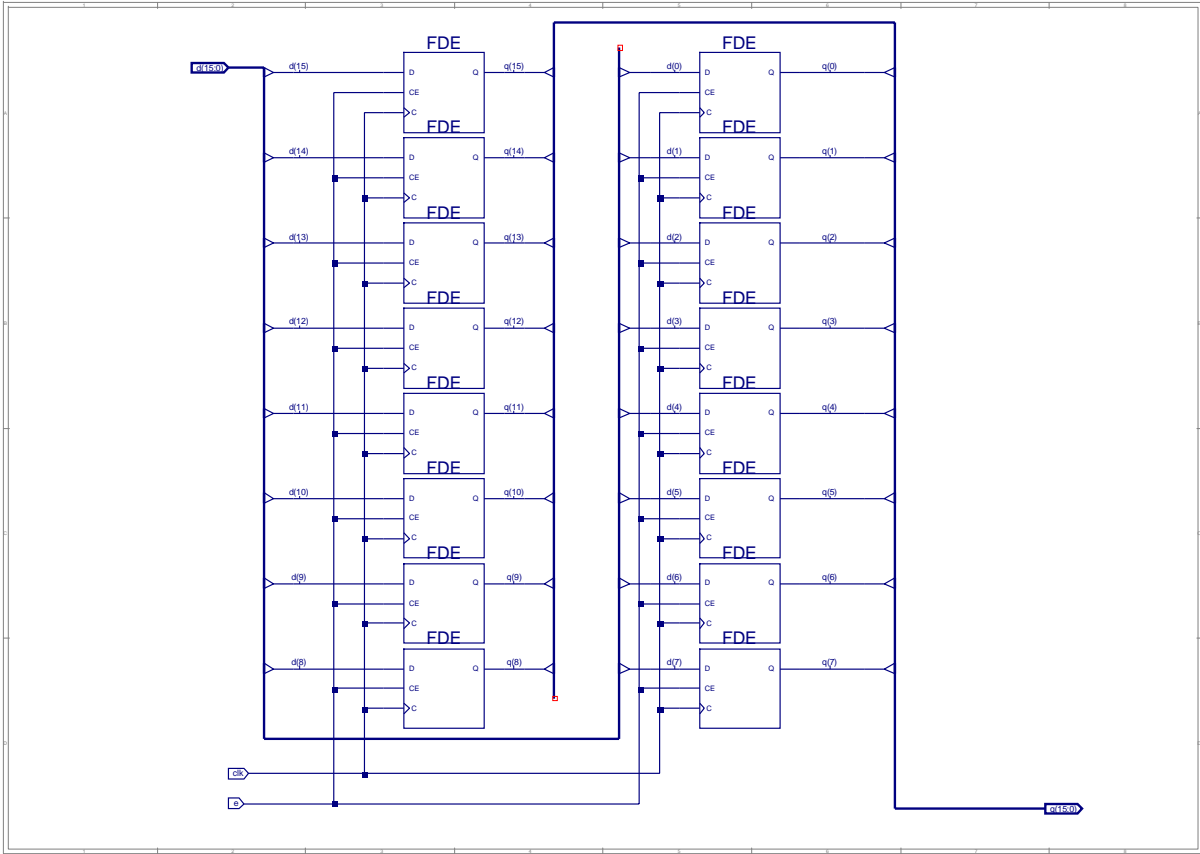 FDE FDE
d(15:0) d(15) D Q q(15) d(0) D Q q(0)
CE CE
C C
FDE FDE
d(14) D Q q(14) d(1) D Q q(1)
CE CE
C C
FDE FDE
d(13) D Q q(13) d(2) D Q q(2)
CE CE
C C
FDE FDE
d(12) D Q q(12) d(3) D Q q(3)
CE CE
C C
FDE FDE
d(11) D Q q(11) d(4) D Q q(4)
CE CE
C C
FDE FDE
d(10) D Q q(10) d(5) D Q q(5)
CE CE
C C
FDE FDE
d(9) D Q q(9) d(6) D Q q(6)
CE CE
C C
FDE FDE
d(8) D Q q(8) d(7) D Q q(7)
CE CE
C C
clk
e
q(15:0)